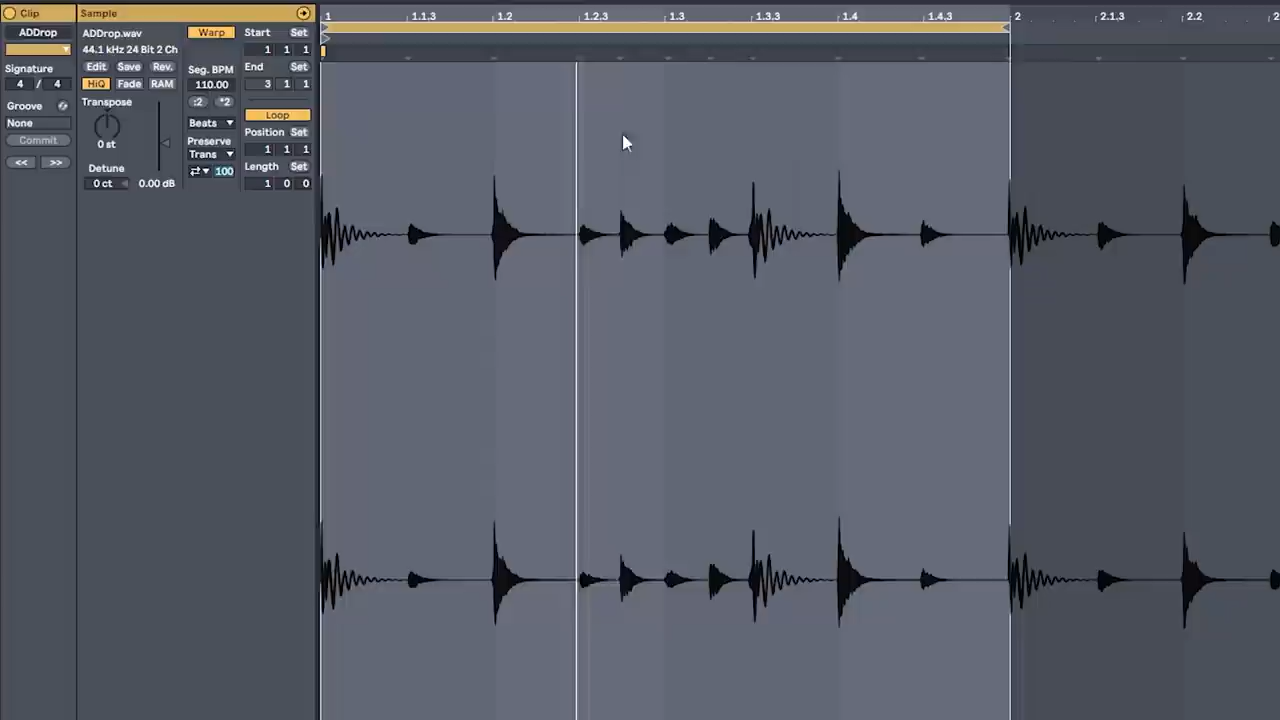 Clip
ADDrop
Signature
4 / 4
Groove
None
Commit
<< >>
Sample
ADDrop.wav
44.1 kHz 24 Bit 2 Ch
Edit Save Rev.
HiQ Fade RAM
Transpose
0 st
Detune
0 ct 0.00 dB
Warp
Seg. BPM
110.00
:2 *2
Beats
Preserve
Trans
100
Start Set
1 1 1
End Set
3 1 1
Loop
Position Set
1 1 1
Length Set
1 0 0
1 1.1.3 1.2 1.2.3 1.3 1.3.3 1.4 1.4.3 2 2.1.3 2.2